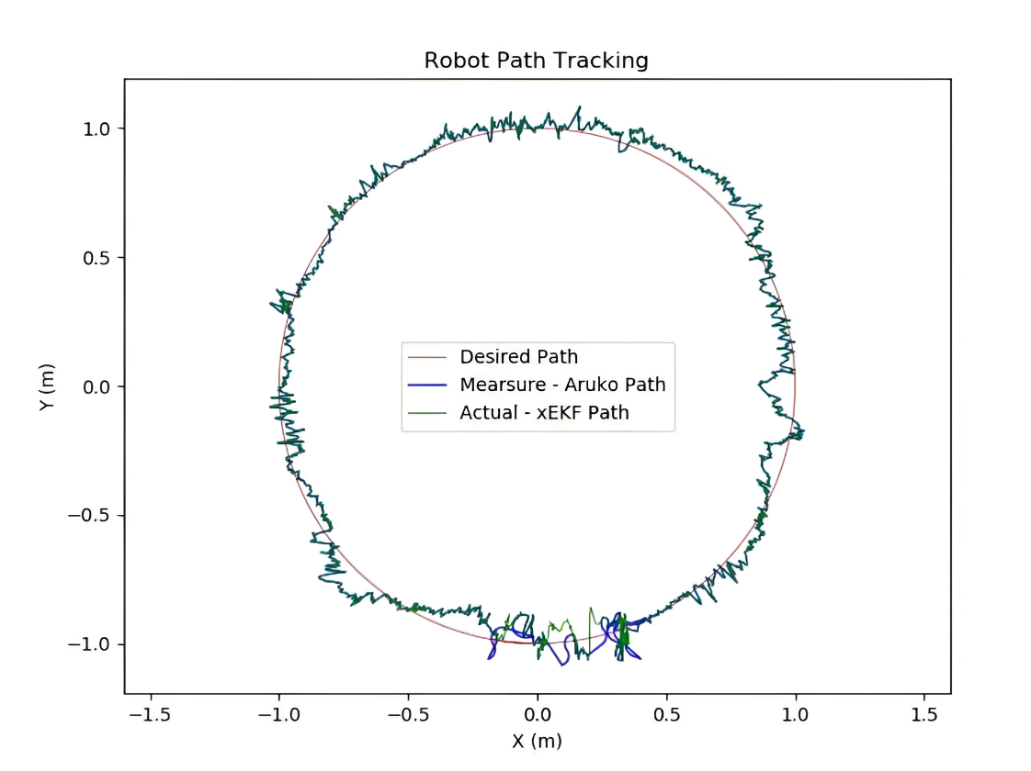 Robot Path Tracking
1.0
0.5
0.0
−0.5
−1.0
Y (m)
Desired Path
Mearsure - Aruko Path
Actual - xEKF Path
−1.5
−1.0
−0.5
0.0
0.5
1.0
1.5
X (m)